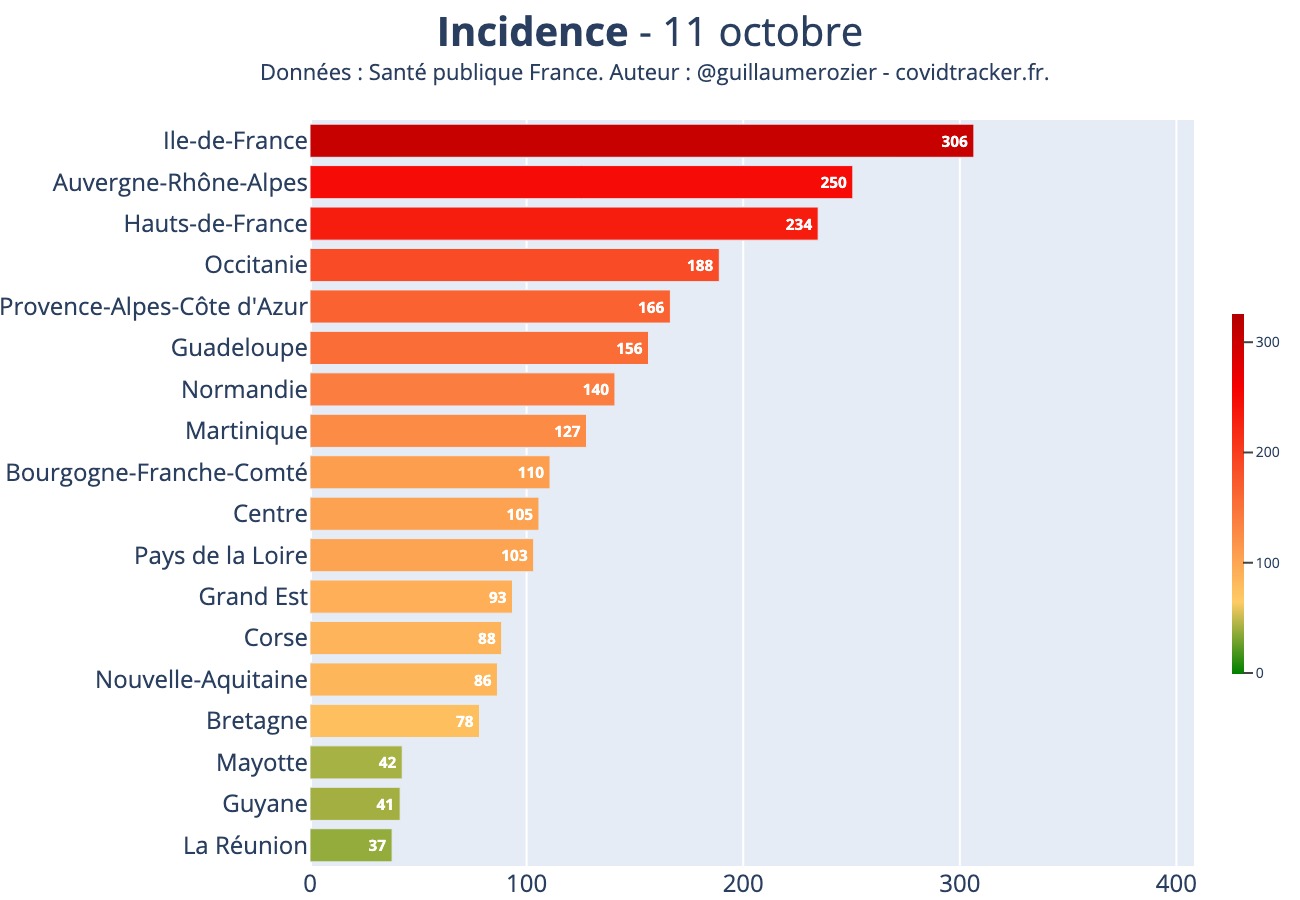 Incidence - 11 octobre
Données : Santé publique France. Auteur : @guillaumerozier - covidtracker.fr.
Ile-de-France 306
Auvergne-Rhône-Alpes 250
Hauts-de-France 234
Occitanie 188
Provence-Alpes-Côte d'Azur 166
Guadeloupe 156
Normandie 140
Martinique 127
Bourgogne-Franche-Comté 110
Centre 105
Pays de la Loire 103
Grand Est 93
Corse 88
Nouvelle-Aquitaine 86
Bretagne 78
Mayotte 42
Guyane 41
La Réunion 37
0 100 200 300 400
300
200
100
0